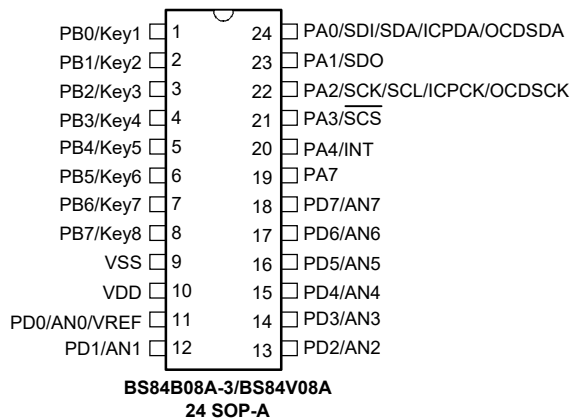 PB0/Key1 1 24 PA0/SDI/SDA/ICPDA/OCDSDA
PB1/Key2 2 23 PA1/SDO
PB2/Key3 3 22 PA2/SCK/SCL/ICPCK/OCDSCK
PB3/Key4 4 21 PA3/SCS
PB4/Key5 5 20 PA4/INT
PB5/Key6 6 19 PA7
PB6/Key7 7 18 PD7/AN7
PB7/Key8 8 17 PD6/AN6
VSS 9 16 PD5/AN5
VDD 10 15 PD4/AN4
PD0/AN0/VREF 11 14 PD3/AN3
PD1/AN1 12 13 PD2/AN2
BS84B08A-3/BS84V08A
24 SOP-A